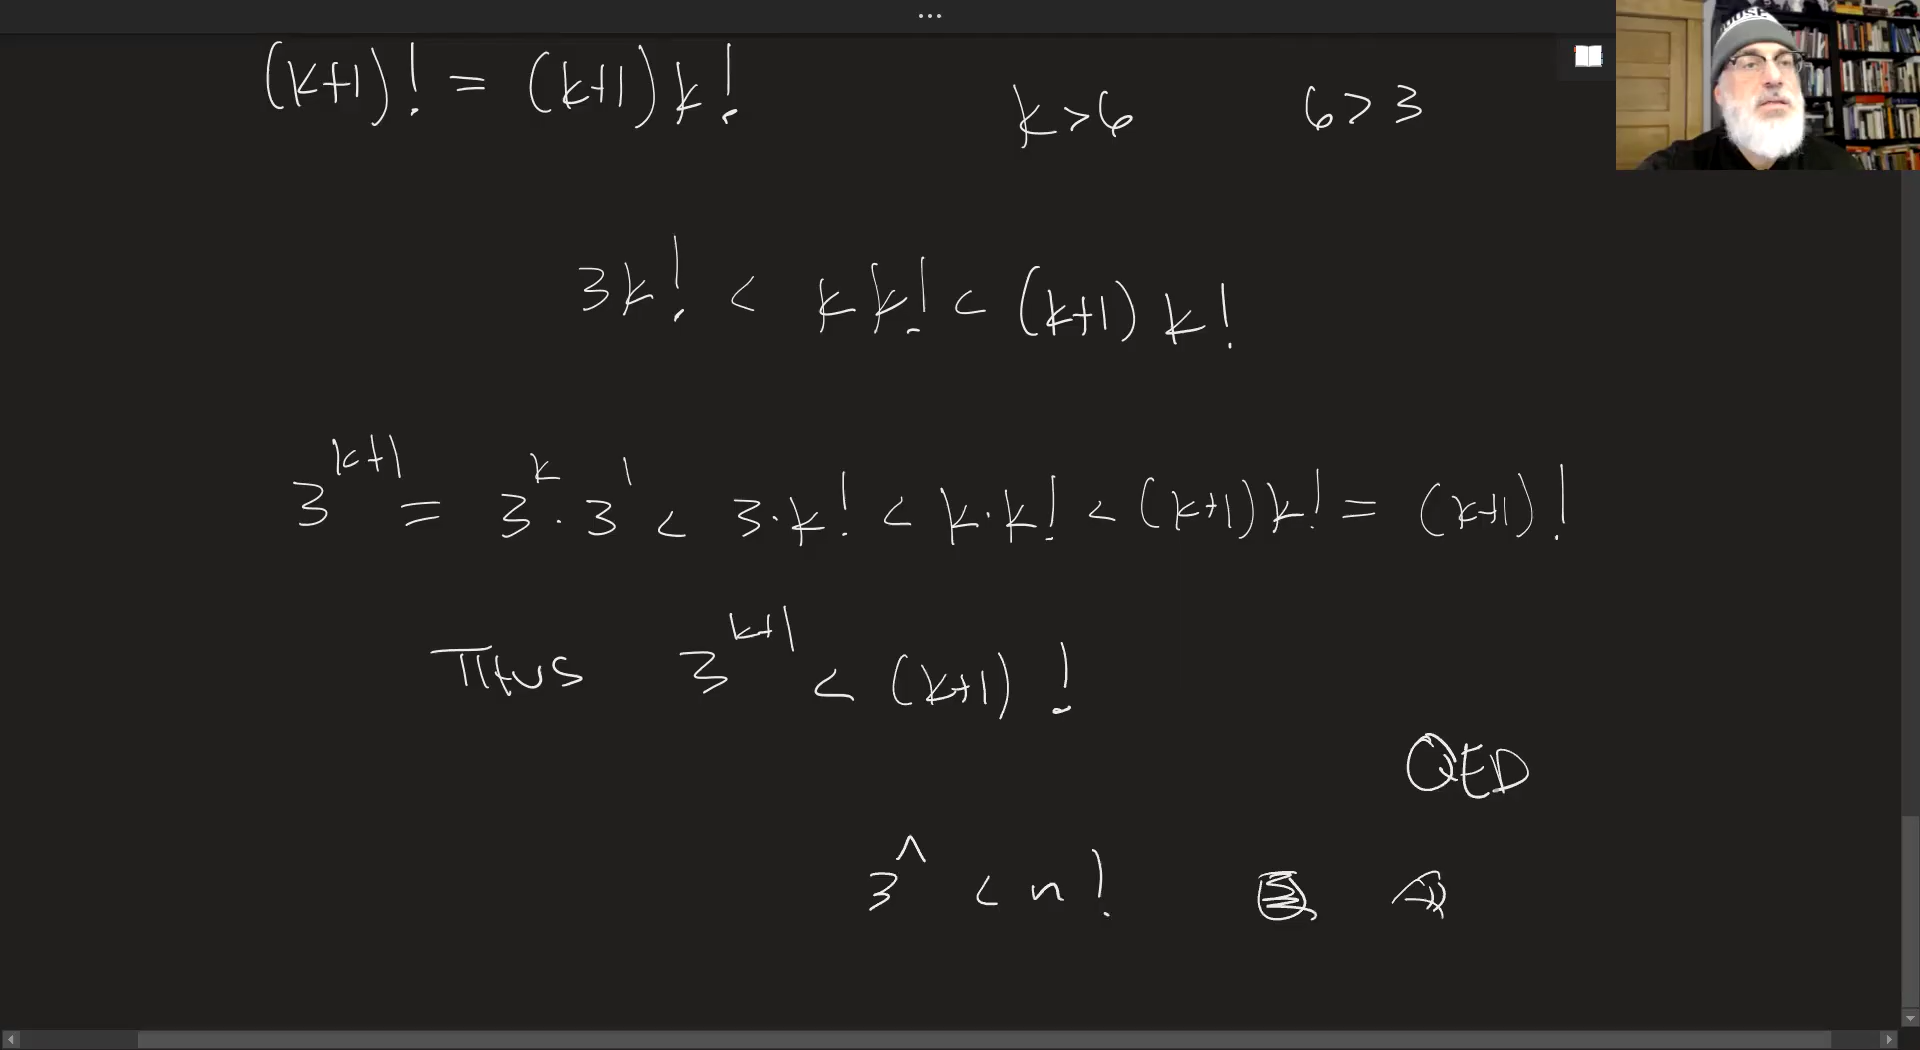 (k+1)! = (k+1)k! k>6 6>3
3k! < k k! < (k+1) k!
3^{k+1} = 3^k · 3^1 < 3·k! < k·k! < (k+1)k! = (k+1)!
Thus 3^{k+1} < (k+1)!
QED
3^n < n!